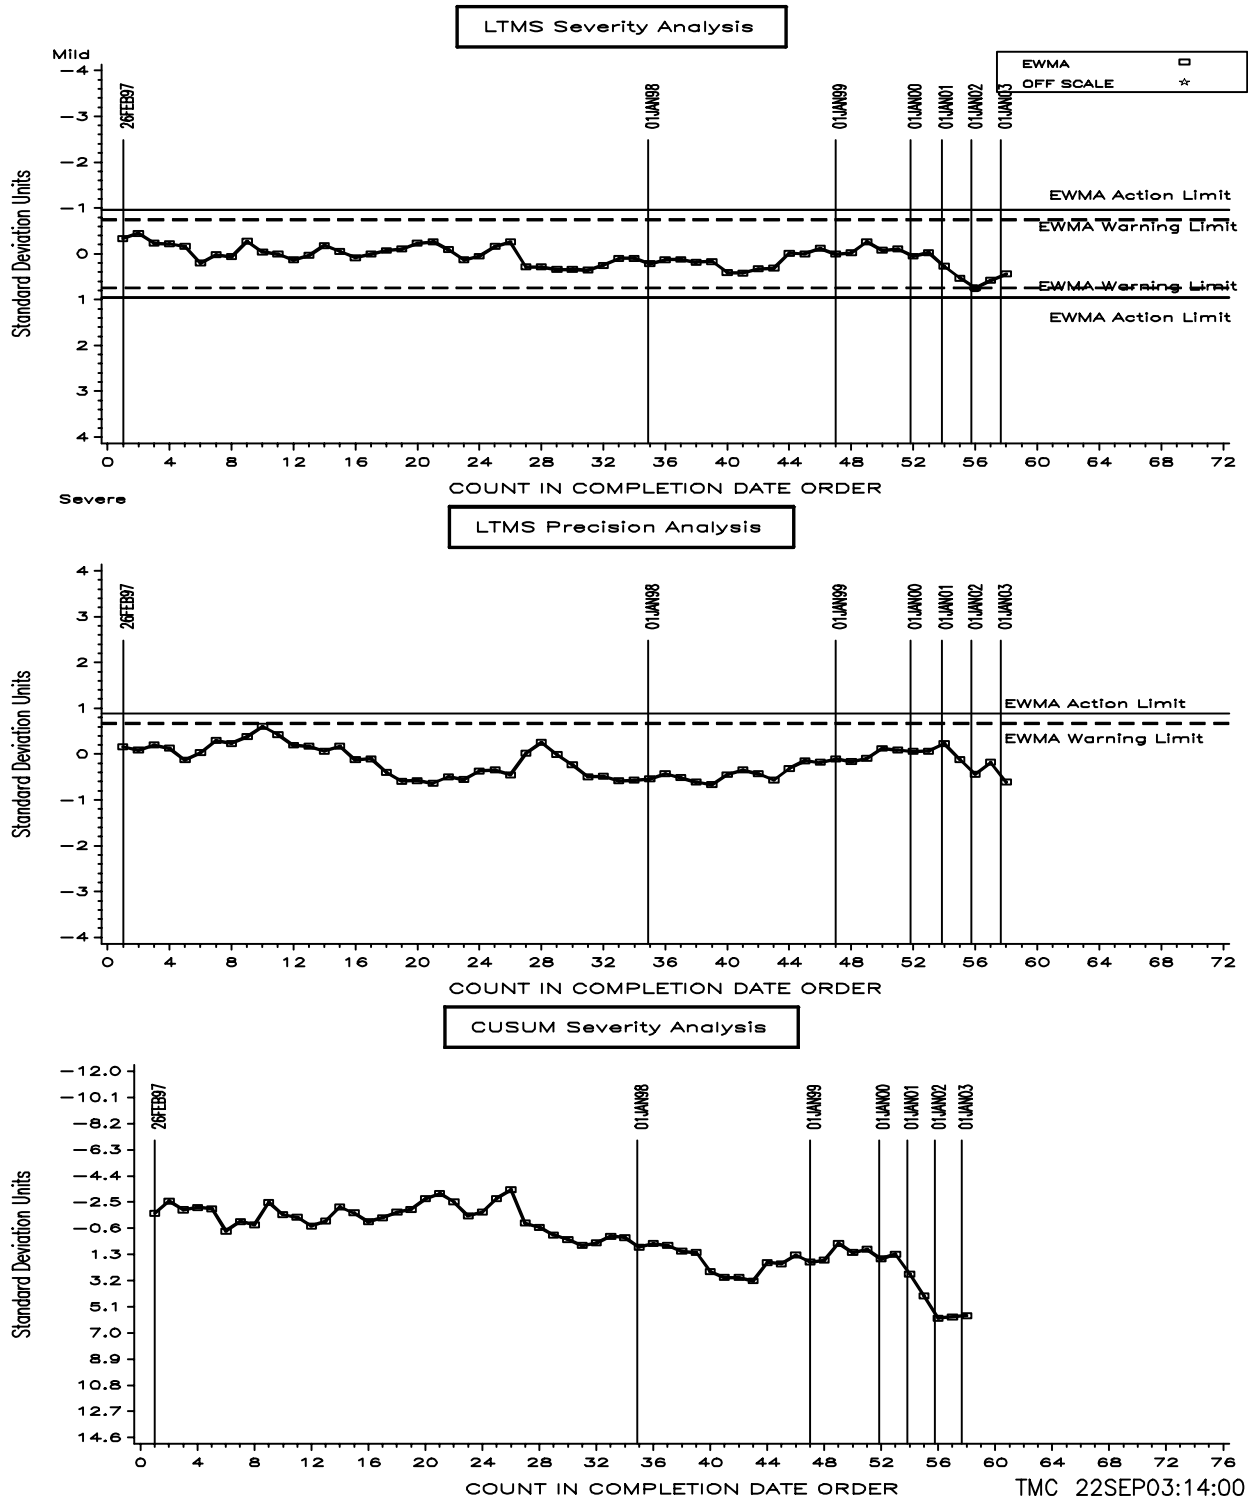 LTMS Severity Analysis
Mild
EWMA
OFF SCALE
-4
-3
-2
-1
0
1
2
3
4
Standard Deviation Units
26FEB97
01JAN98
01JAN99
01JAN00
01JAN01
01JAN02
01JAN03
EWMA Action Limit
EWMA Warning Limit
EWMA Warning Limit
EWMA Action Limit
0 4 8 12 16 20 24 28 32 36 40 44 48 52 56 60 64 68 72
COUNT IN COMPLETION DATE ORDER
Severe
LTMS Precision Analysis
4
3
2
1
0
-1
-2
-3
-4
Standard Deviation Units
26FEB97
01JAN98
01JAN99
01JAN00
01JAN01
01JAN02
01JAN03
EWMA Action Limit
EWMA Warning Limit
0 4 8 12 16 20 24 28 32 36 40 44 48 52 56 60 64 68 72
COUNT IN COMPLETION DATE ORDER
CUSUM Severity Analysis
-12.0
-10.1
-8.2
-6.3
-4.4
-2.5
-0.6
1.3
3.2
5.1
7.0
8.9
10.8
12.7
14.6
Standard Deviation Units
26FEB97
01JAN98
01JAN99
01JAN00
01JAN01
01JAN02
01JAN03
0 4 8 12 16 20 24 28 32 36 40 44 48 52 56 60 64 68 72 76
COUNT IN COMPLETION DATE ORDER
TMC 22SEP03:14:00